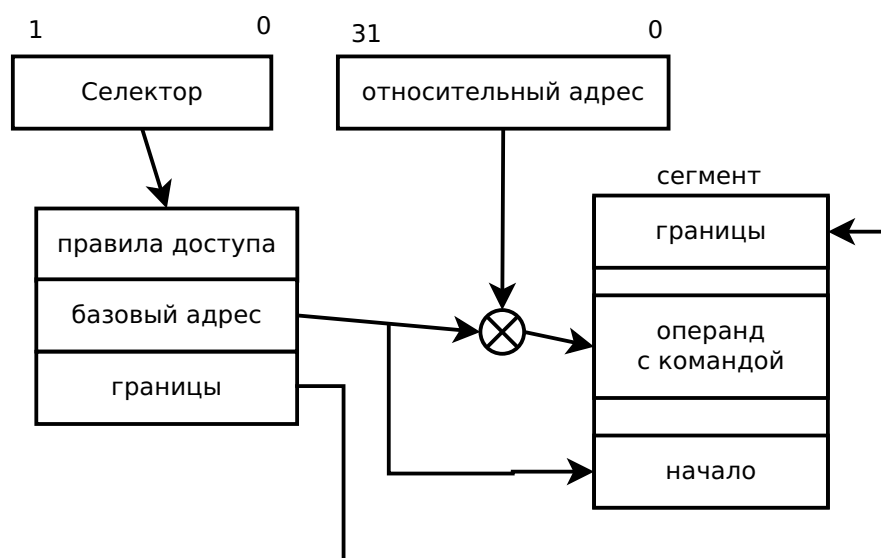 1 0 31 0
Селектор относительный адрес
сегмент
правила доступа границы
базовый адрес операнд
с командой
границы
начало